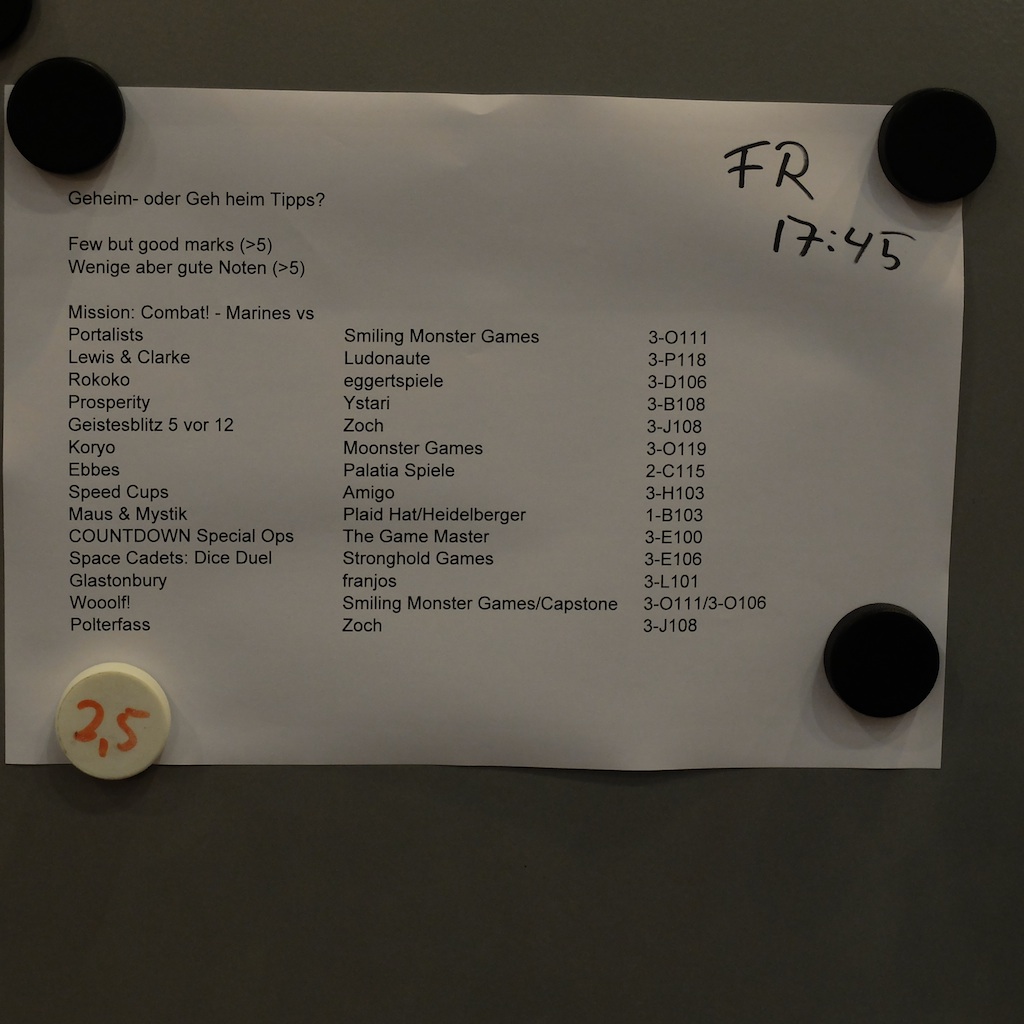 FR
17:45
Geheim- oder Geh heim Tipps?
Few but good marks (>5)
Wenige aber gute Noten (>5)
Mission: Combat! - Marines vs
Portalists Smiling Monster Games 3-O111
Lewis & Clarke Ludonaute 3-P118
Rokoko eggertspiele 3-D106
Prosperity Ystari 3-B108
Geistesblitz 5 vor 12 Zoch 3-J108
Koryo Moonster Games 3-O119
Ebbes Palatia Spiele 2-C115
Speed Cups Amigo 3-H103
Maus & Mystik Plaid Hat/Heidelberger 1-B103
COUNTDOWN Special Ops The Game Master 3-E100
Space Cadets: Dice Duel Stronghold Games 3-E106
Glastonbury franjos 3-L101
Wooolf! Smiling Monster Games/Capstone 3-O111/3-O106
Polterfass Zoch 3-J108
2,5